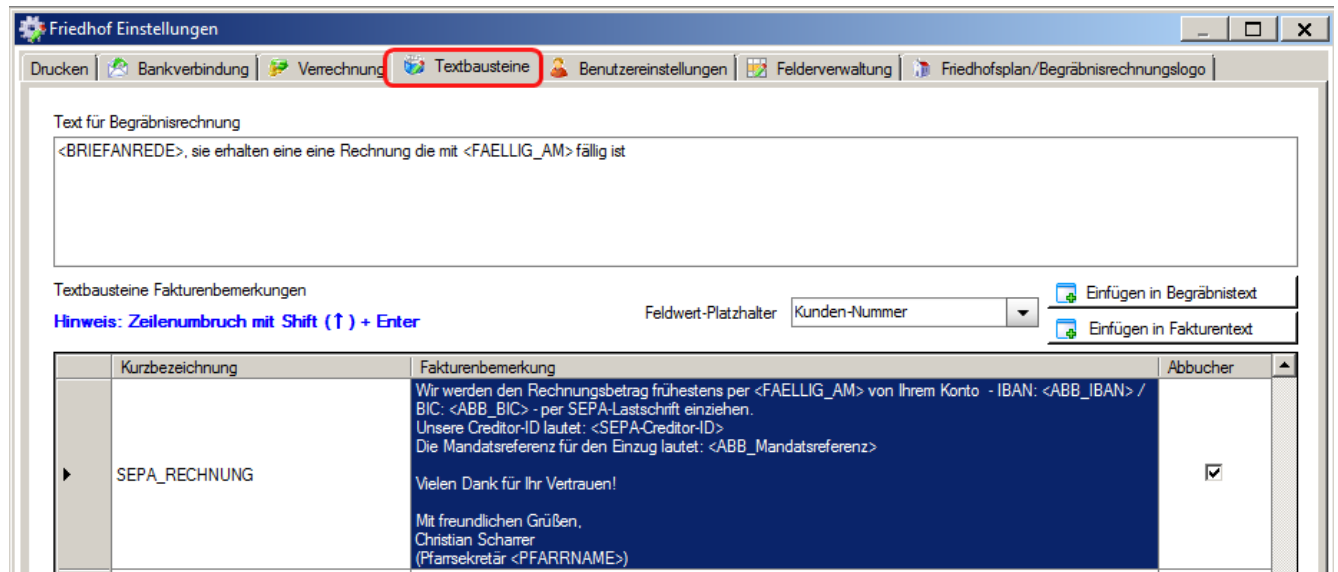 Friedhof Einstellungen
Drucken Bankverbindung Verrechnung Textbausteine Benutzereinstellungen Felderverwaltung Friedhofsplan/Begräbnisrechnungslogo
Text für Begräbnisrechnung
<BRIEFANREDE>, sie erhalten eine eine Rechnung die mit <FAELLIG_AM> fällig ist
Textbausteine Fakturenbemerkungen
Hinweis: Zeilenumbruch mit Shift (↑) + Enter
Feldwert-Platzhalter Kunden-Nummer
Einfügen in Begräbnistext
Einfügen in Fakturentext
Kurzbezeichnung Fakturenbemerkung Abbucher
SEPA_RECHNUNG
Wir werden den Rechnungsbetrag frühestens per <FAELLIG_AM> von Ihrem Konto - IBAN: <ABB_IBAN> /
BIC: <ABB_BIC> - per SEPA-Lastschrift einziehen.
Unsere Creditor-ID lautet: <SEPA-Creditor-ID>
Die Mandatsreferenz für den Einzug lautet: <ABB_Mandatsreferenz>
Vielen Dank für Ihr Vertrauen!
Mit freundlichen Grüßen,
Christian Scharrer
(Pfarrsekretär <PFARRNAME>)